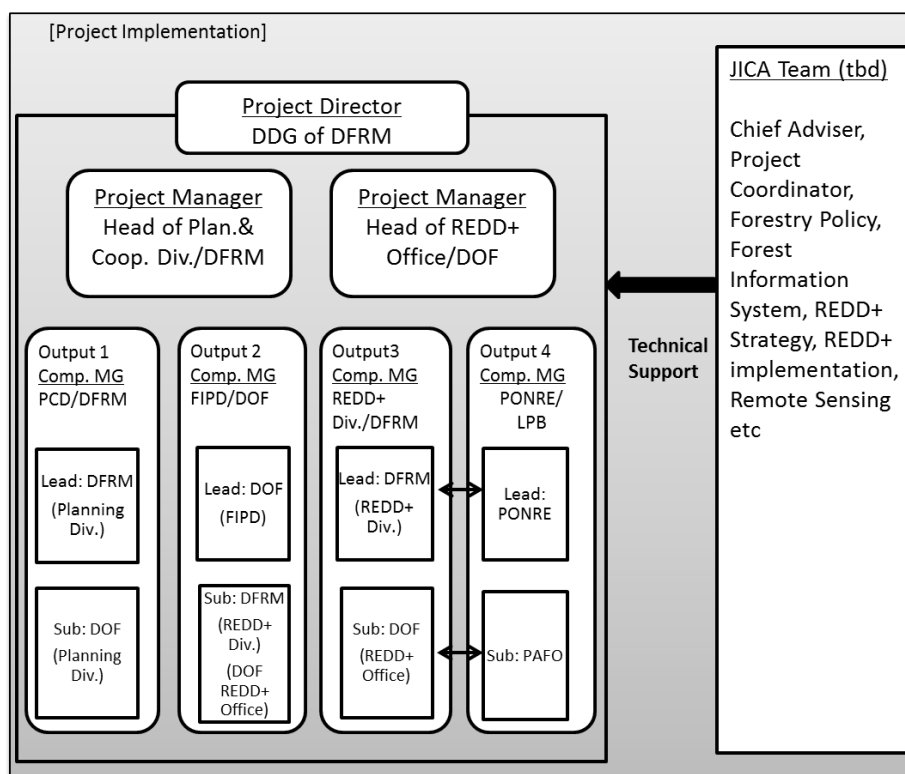 [Project Implementation]
Project Director
DDG of DFRM
Project Manager
Head of Plan.&
Coop. Div./DFRM
Project Manager
Head of REDD+
Office/DOF
Output 1
Comp. MG
PCD/DFRM
Lead: DFRM
(Planning
Div.)
Sub: DOF
(Planning
Div.)
Output 2
Comp. MG
FIPD/DOF
Lead: DOF
(FIPD)
Sub: DFRM
(REDD+
Div.)
(DOF
REDD+
Office)
Output3
Comp. MG
REDD+
Div./DFRM
Lead: DFRM
(REDD+
Div.)
Sub: DOF
(REDD+
Office)
Output 4
Comp. MG
PONRE/
LPB
Lead:
PONRE
Sub: PAFO
Technical
Support
JICA Team (tbd)
Chief Adviser,
Project
Coordinator,
Forestry Policy,
Forest
Information
System, REDD+
Strategy, REDD+
implementation,
Remote Sensing
etc